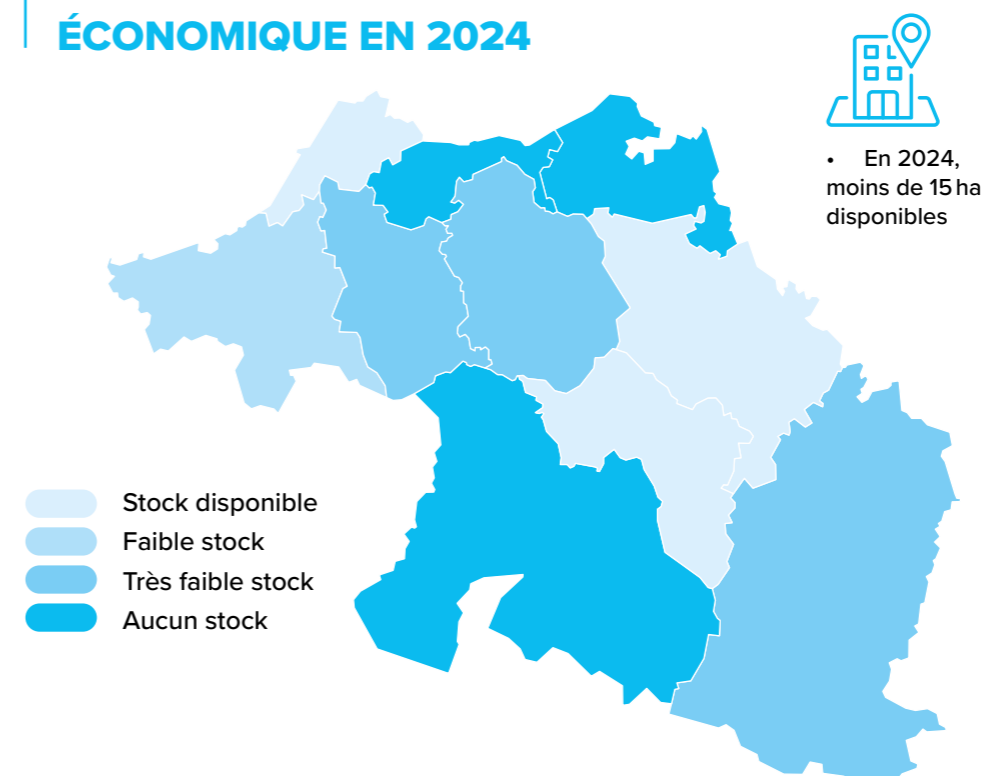 ÉCONOMIQUE EN 2024
• En 2024,
moins de 15 ha
disponibles
Stock disponible
Faible stock
Très faible stock
Aucun stock